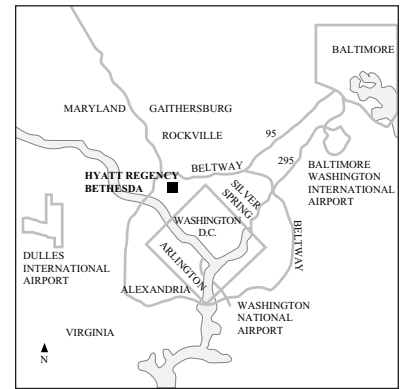 BALTIMORE
MARYLAND
GAITHERSBURG
ROCKVILLE
95
BELTWAY
295
HYATT REGENCY
BETHESDA
SILVER
SPRING
BALTIMORE
WASHINGTON
INTERNATIONAL
AIRPORT
WASHINGTON
D.C.
BELTWAY
DULLES
INTERNATIONAL
AIRPORT
ARLINGTON
ALEXANDRIA
WASHINGTON
NATIONAL
AIRPORT
VIRGINIA
N